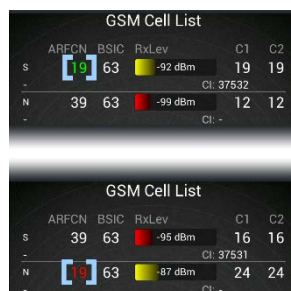 GSM Cell List
ARFCN BSIC RxLev C1 C2
S [19] 63 -92 dBm 19 19
- CI: 37532
N 39 63 -99 dBm 12 12
- CI: -
GSM Cell List
ARFCN BSIC RxLev C1 C2
S 39 63 -95 dBm 16 16
- CI: 37531
N [19] 63 -87 dBm 24 24
- CI: -